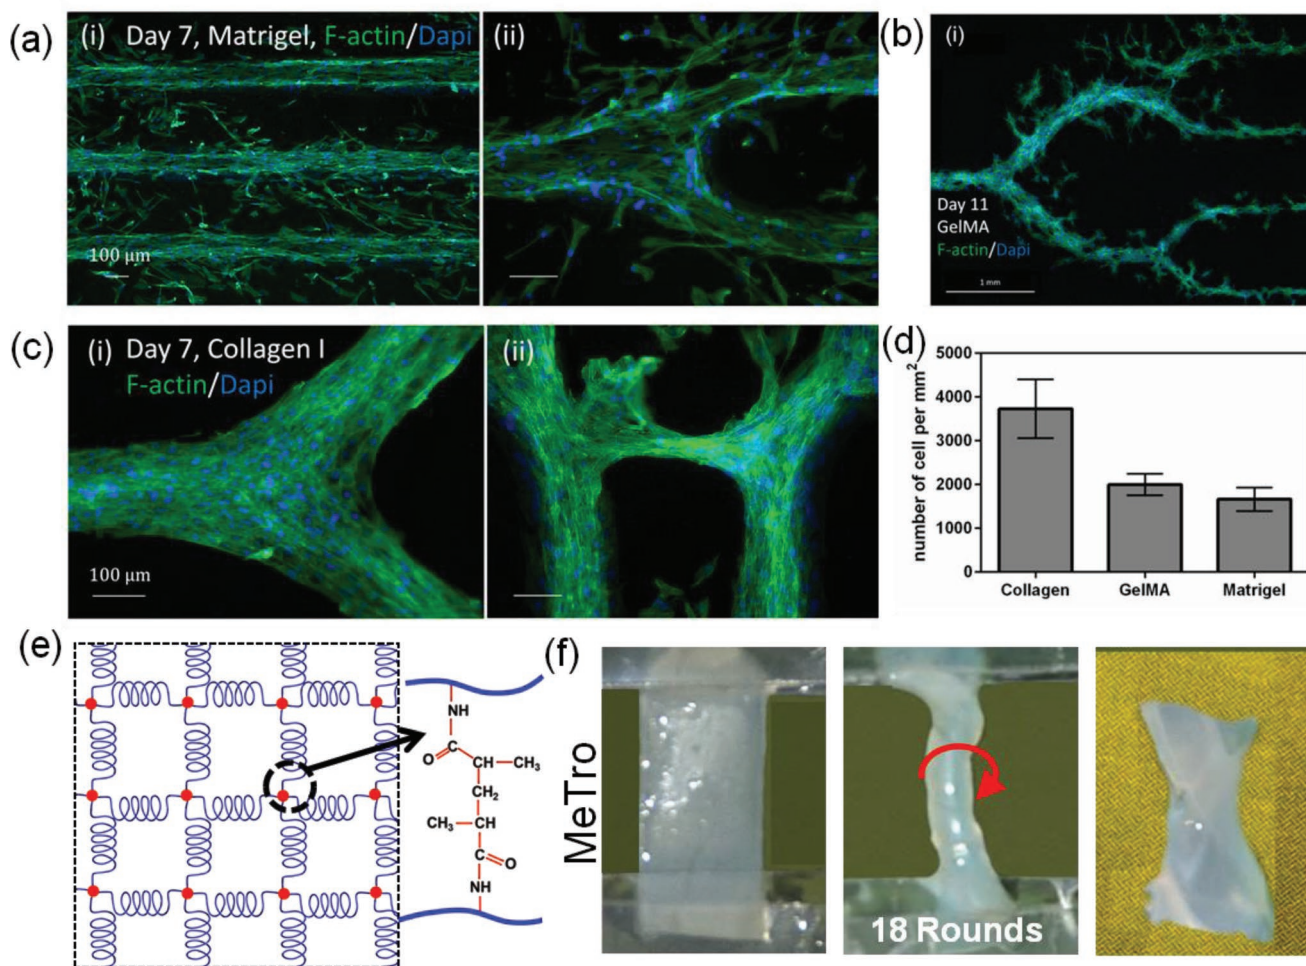 (a)
(i) Day 7, Matrigel, F-actin/Dapi
100 μm
(ii)
(b)
(i)
Day 11
GelMA
F-actin/Dapi
1 mm
(c)
(i) Day 7, Collagen I
F-actin/Dapi
100 μm
(ii)
(d)
number of cell per mm²
5000
4000
3000
2000
1000
0
Collagen GelMA Matrigel
(e)
NH
C
O
CH
CH₃
CH₂
CH₃
CH
C
O
NH
(f)
MeTro
18 Rounds